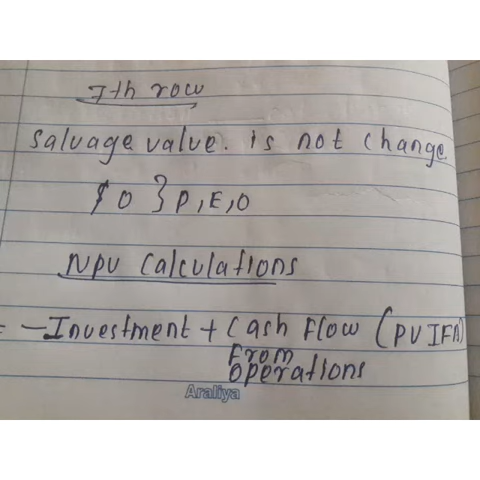 7th row
Salvage value. is not change.
$ 0 } P, E, O
NPV Calculations
= -Investment + Cash Flow (PVIFA)
From
Operations
Araliya